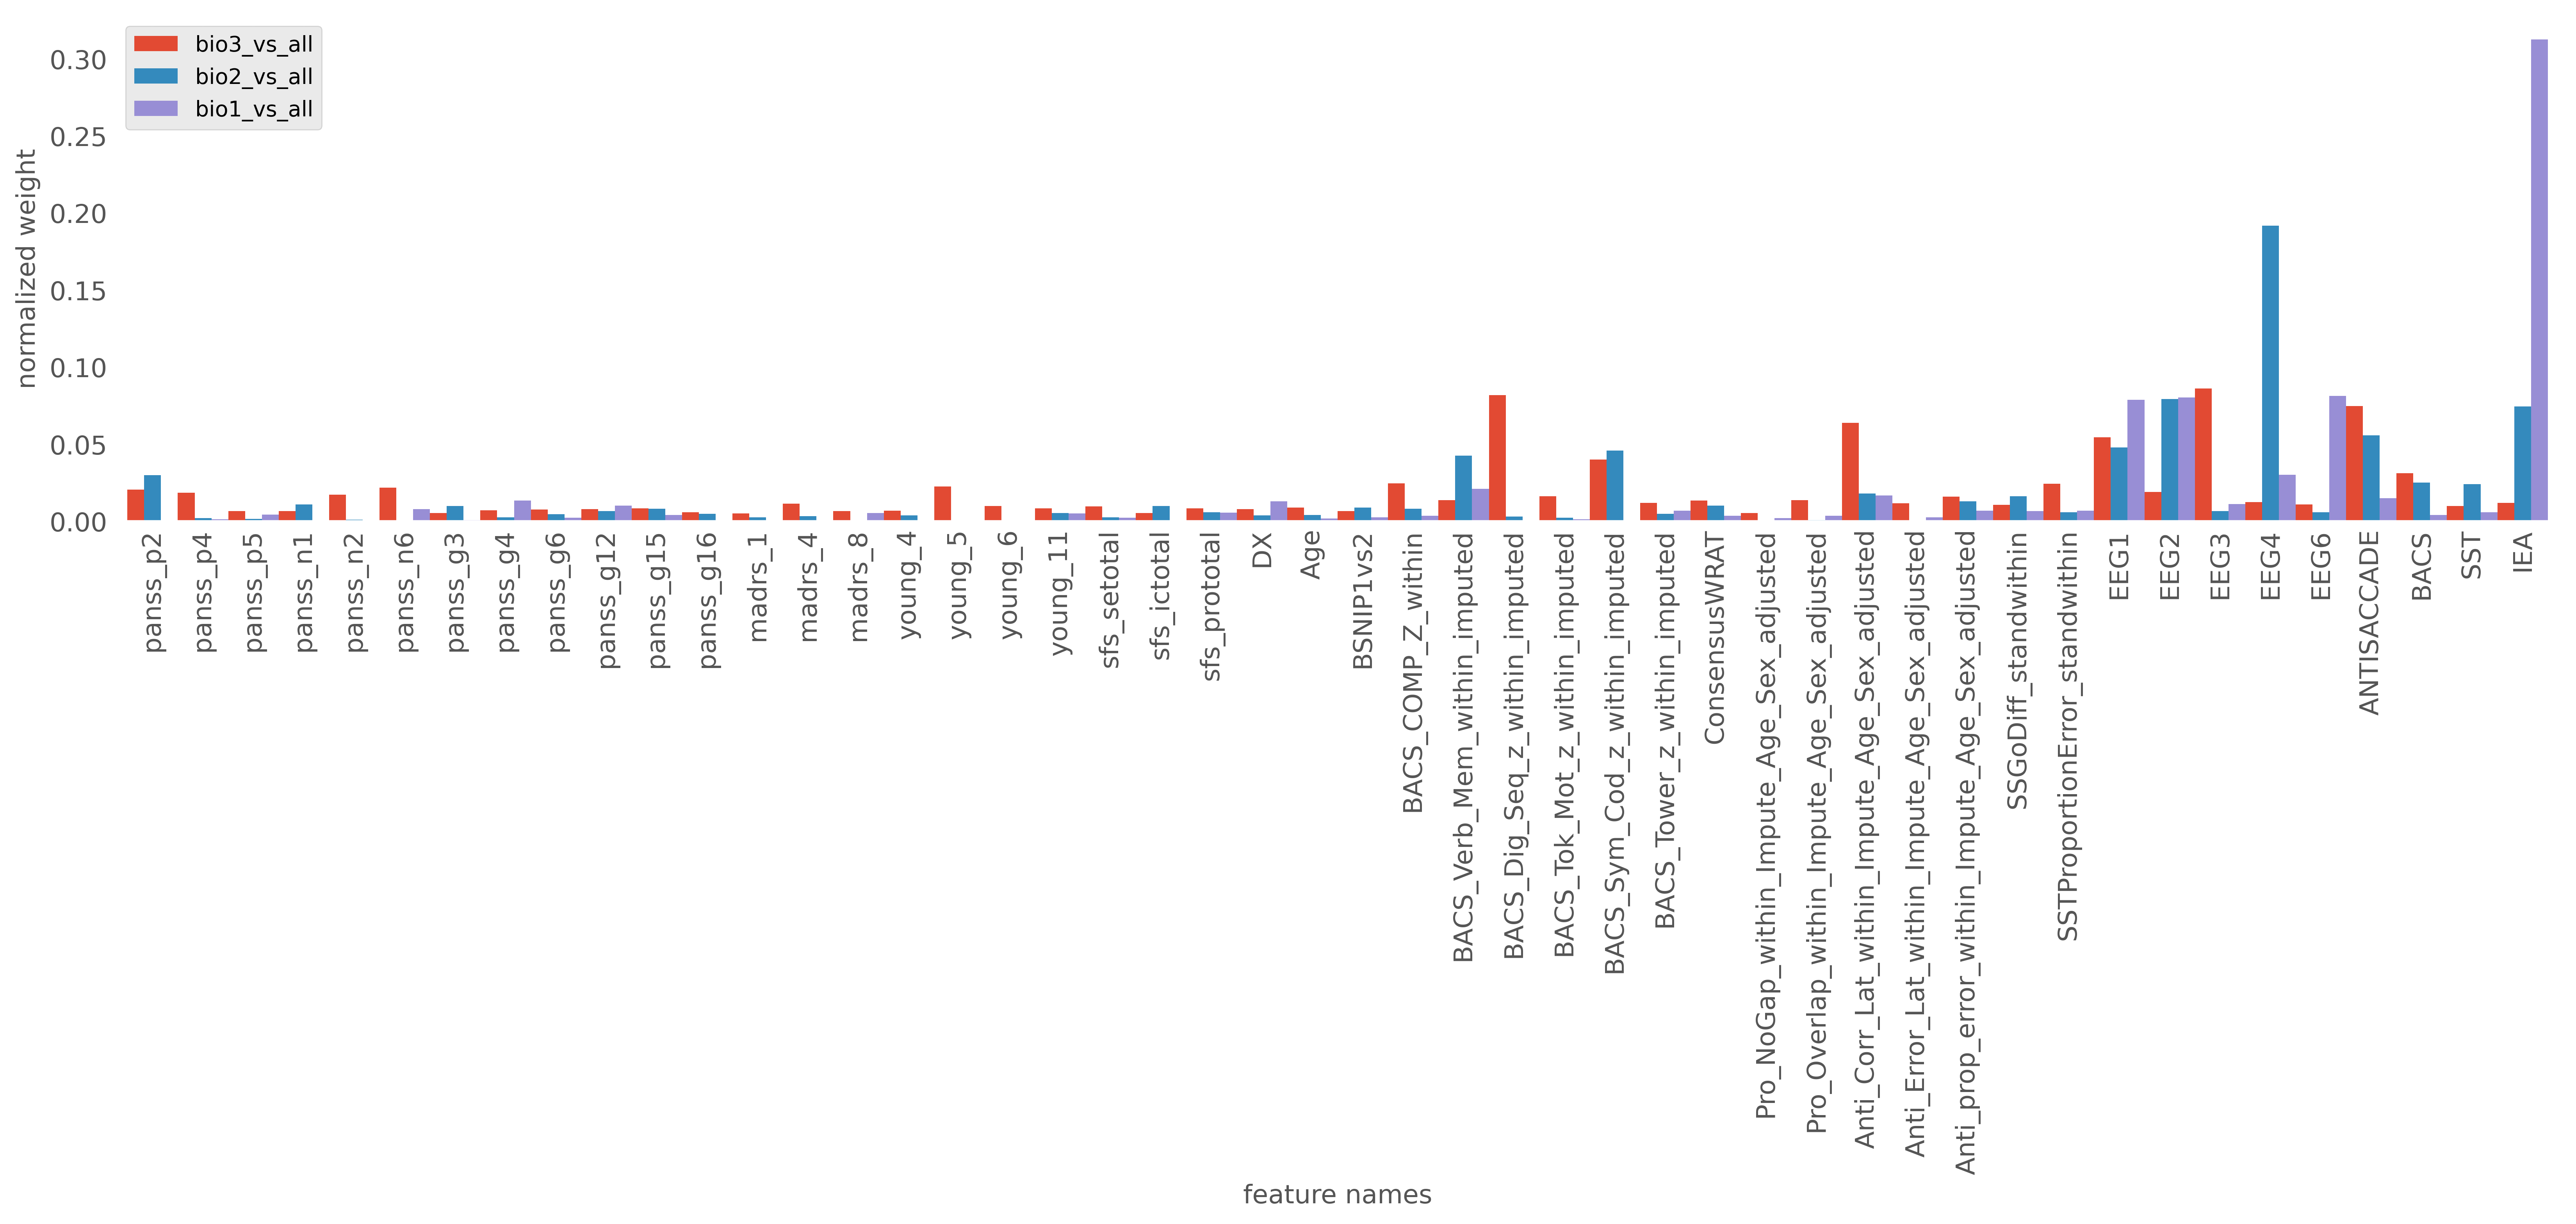 bio3_vs_all
bio2_vs_all
bio1_vs_all
normalized weight
0.30
0.25
0.20
0.15
0.10
0.05
0.00
panss_p2
panss_p4
panss_p5
panss_n1
panss_n2
panss_n6
panss_g3
panss_g4
panss_g6
panss_g12
panss_g15
panss_g16
madrs_1
madrs_4
madrs_8
young_4
young_5
young_6
young_11
sfs_setotal
sfs_ictotal
sfs_prototal
DX
Age
BSNIP1vs2
BACS_COMP_Z_within
BACS_Verb_Mem_within_imputed
BACS_Dig_Seq_z_within_imputed
BACS_Tok_Mot_z_within_imputed
BACS_Sym_Cod_z_within_imputed
BACS_Tower_z_within_imputed
ConsensusWRAT
Pro_NoGap_within_Impute_Age_Sex_adjusted
Pro_Overlap_within_Impute_Age_Sex_adjusted
Anti_Corr_Lat_within_Impute_Age_Sex_adjusted
Anti_Error_Lat_within_Impute_Age_Sex_adjusted
Anti_prop_error_within_Impute_Age_Sex_adjusted
SSGoDiff_standwithin
SSTProportionError_standwithin
EEG1
EEG2
EEG3
EEG4
EEG6
ANTISACCADE
BACS
SST
IEA
feature names